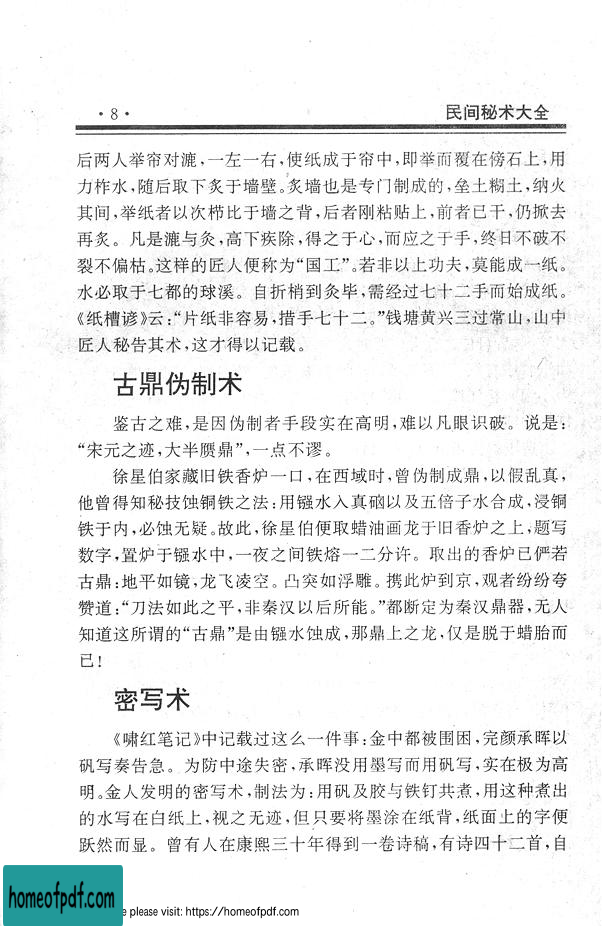 ·8·
民间秘术大全
后两人举帘对漉，一左一右，使纸成于帘中，即举而覆在傍石上，用
力柞水，随后取下炙于墙壁。炙墙也是专门制成的，垒土糊土，纳火
其间，举纸者以次栉比于墙之背，后者刚粘贴上，前者已干，仍掀去
再炙。凡是漉与灸，高下疾除，得之于心，而应之于手，终日不破不
裂不偏枯。这样的匠人便称为“国工”。若非以上功夫，莫能成一纸。
水必取于七都的球溪。自折梢到灸毕，需经过七十二手而始成纸。
《纸槽谚》云：“片纸非容易，措手七十二。”钱塘黄兴三过常山，山中
匠人秘告其术，这才得以记载。
古鼎伪制术
鉴古之难，是因伪制者手段实在高明，难以凡眼识破。说是：
“宋元之迹，大半赝鼎”，一点不谬。
徐星伯家藏旧铁香炉一口，在西域时，曾伪制成鼎，以假乱真，
他曾得知秘技蚀铜铁之法：用镪水入真硇以及五倍子水合成，浸铜
铁于内，必蚀无疑。故此，徐星伯便取蜡油画龙于旧香炉之上，题写
数字，置炉于镪水中，一夜之间铁熔一二分许。取出的香炉已俨若
古鼎：地平如镜，龙飞凌空。凸突如浮雕。携此炉到京，观者纷纷夸
赞道：“刀法如此之平，非秦汉以后所能。”都断定为秦汉鼎器，无人
知道这所谓的“古鼎”是由镪水蚀成，那鼎上之龙，仅是脱于蜡胎而
已！
密写术
《啸红笔记》中记载过这么一件事：金中都被围困，完颜承晖以
矾写奏告急。为防中途失密，承晖没用墨写而用矾写，实在极为高
明。金人发明的密写术，制法为：用矾及胶与铁钉共煮，用这种煮出
的水写在白纸上，视之无迹，但只要将墨涂在纸背，纸面上的字便
跃然而显。曾有人在康熙三十年得到一卷诗稿，有诗四十二首，自
homeofpdf.com
e please visit: https://homeofpdf.com